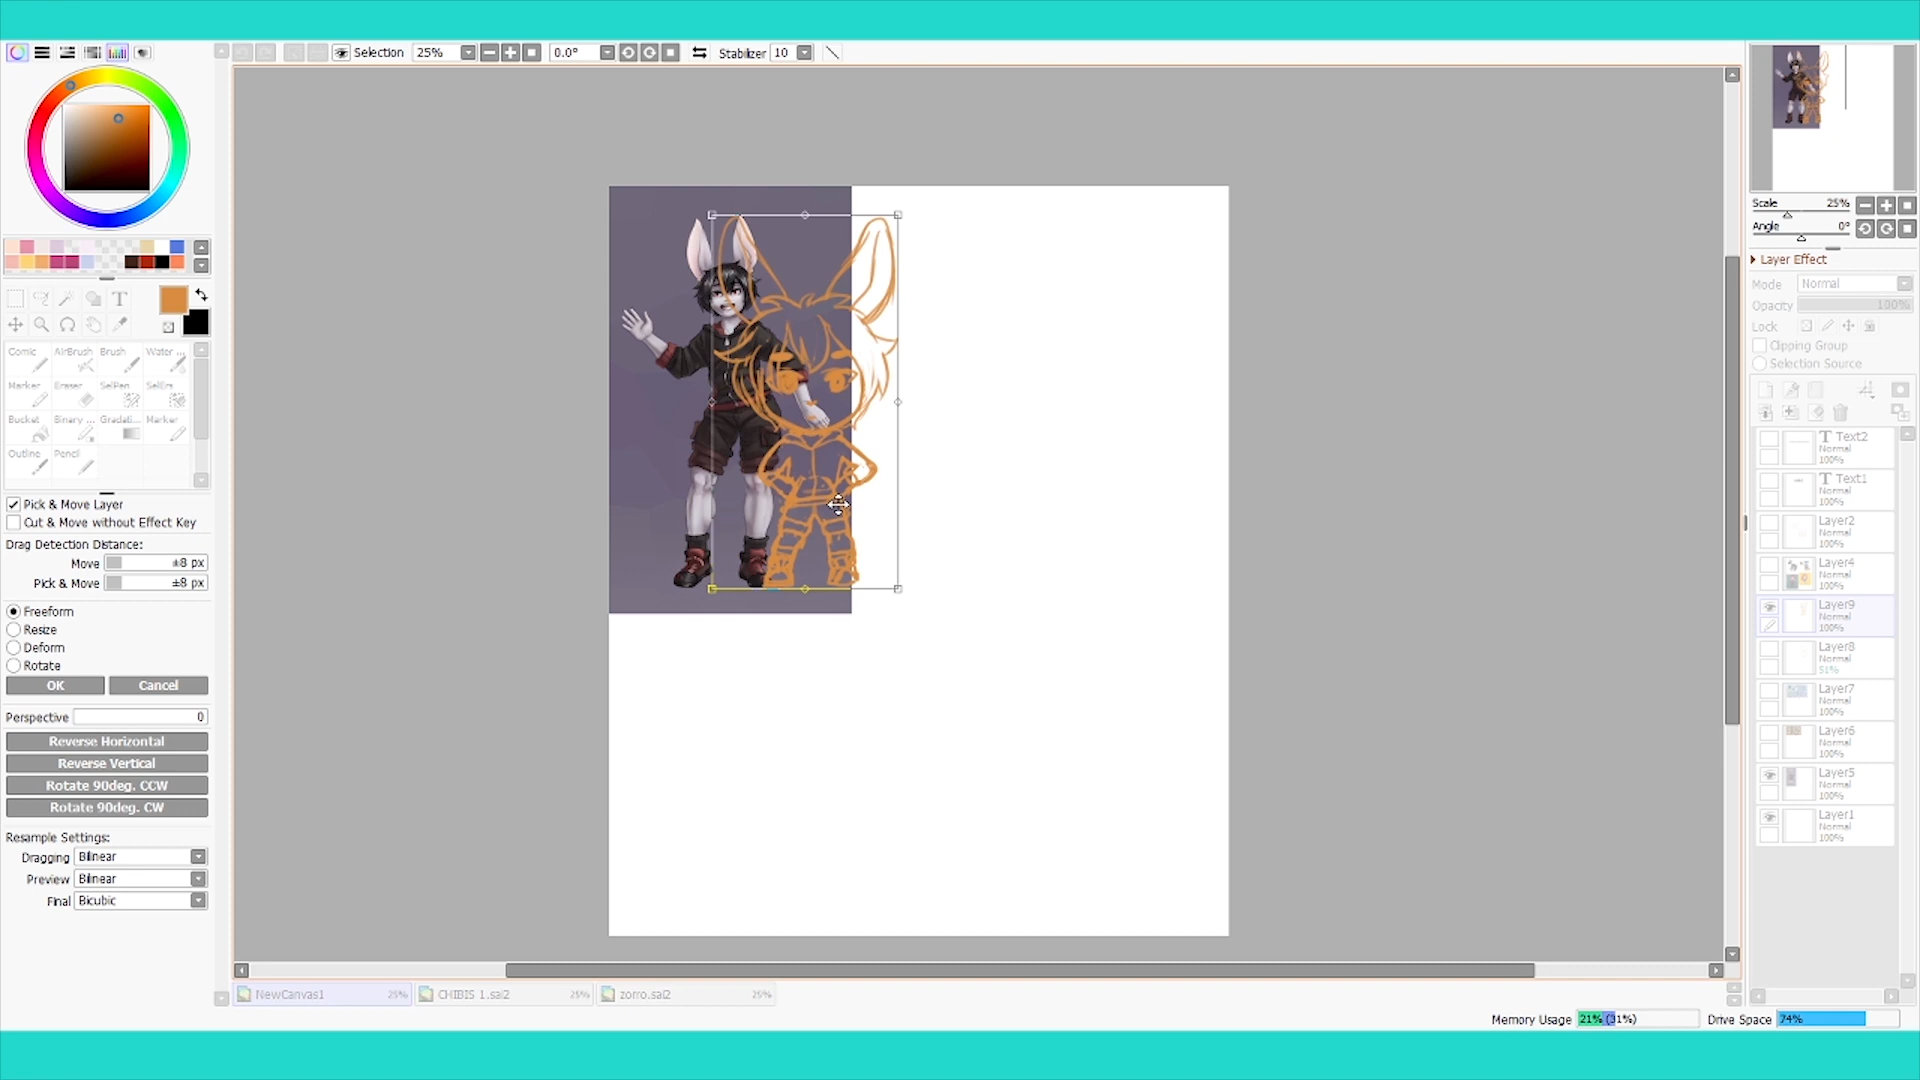 Selection 25% 0.0° Stabilizer 10
Scale 25%
Angle 0°
Layer Effect
Mode Normal
Opacity 100%
Lock
Clipping Group
Selection Source
T
Comic AirBrush Brush Water ...
Marker Eraser SelPen SelErs
Bucket Binary ... Gradati... Marker
Outline Pencil
Pick & Move Layer
Cut & Move without Effect Key
Drag Detection Distance:
Move ±8 px
Pick & Move ±8 px
Freeform
Resize
Deform
Rotate
OK Cancel
Perspective 0
Reverse Horizontal
Reverse Vertical
Rotate 90deg. CCW
Rotate 90deg. CW
Resample Settings:
Dragging Bilinear
Preview Bilinear
Final Bicubic
T Text2
Normal
100%
T Text1
Normal
100%
Layer2
Normal
100%
Layer4
Normal
100%
Layer9
Normal
100%
Layer8
Normal
51%
Layer7
Normal
100%
Layer6
Normal
100%
Layer5
Normal
100%
Layer1
Normal
100%
NewCanvas1 25% CHIBIS 1.sai2 25% zorro.sai2 25%
Memory Usage 21% (31%) Drive Space 74%